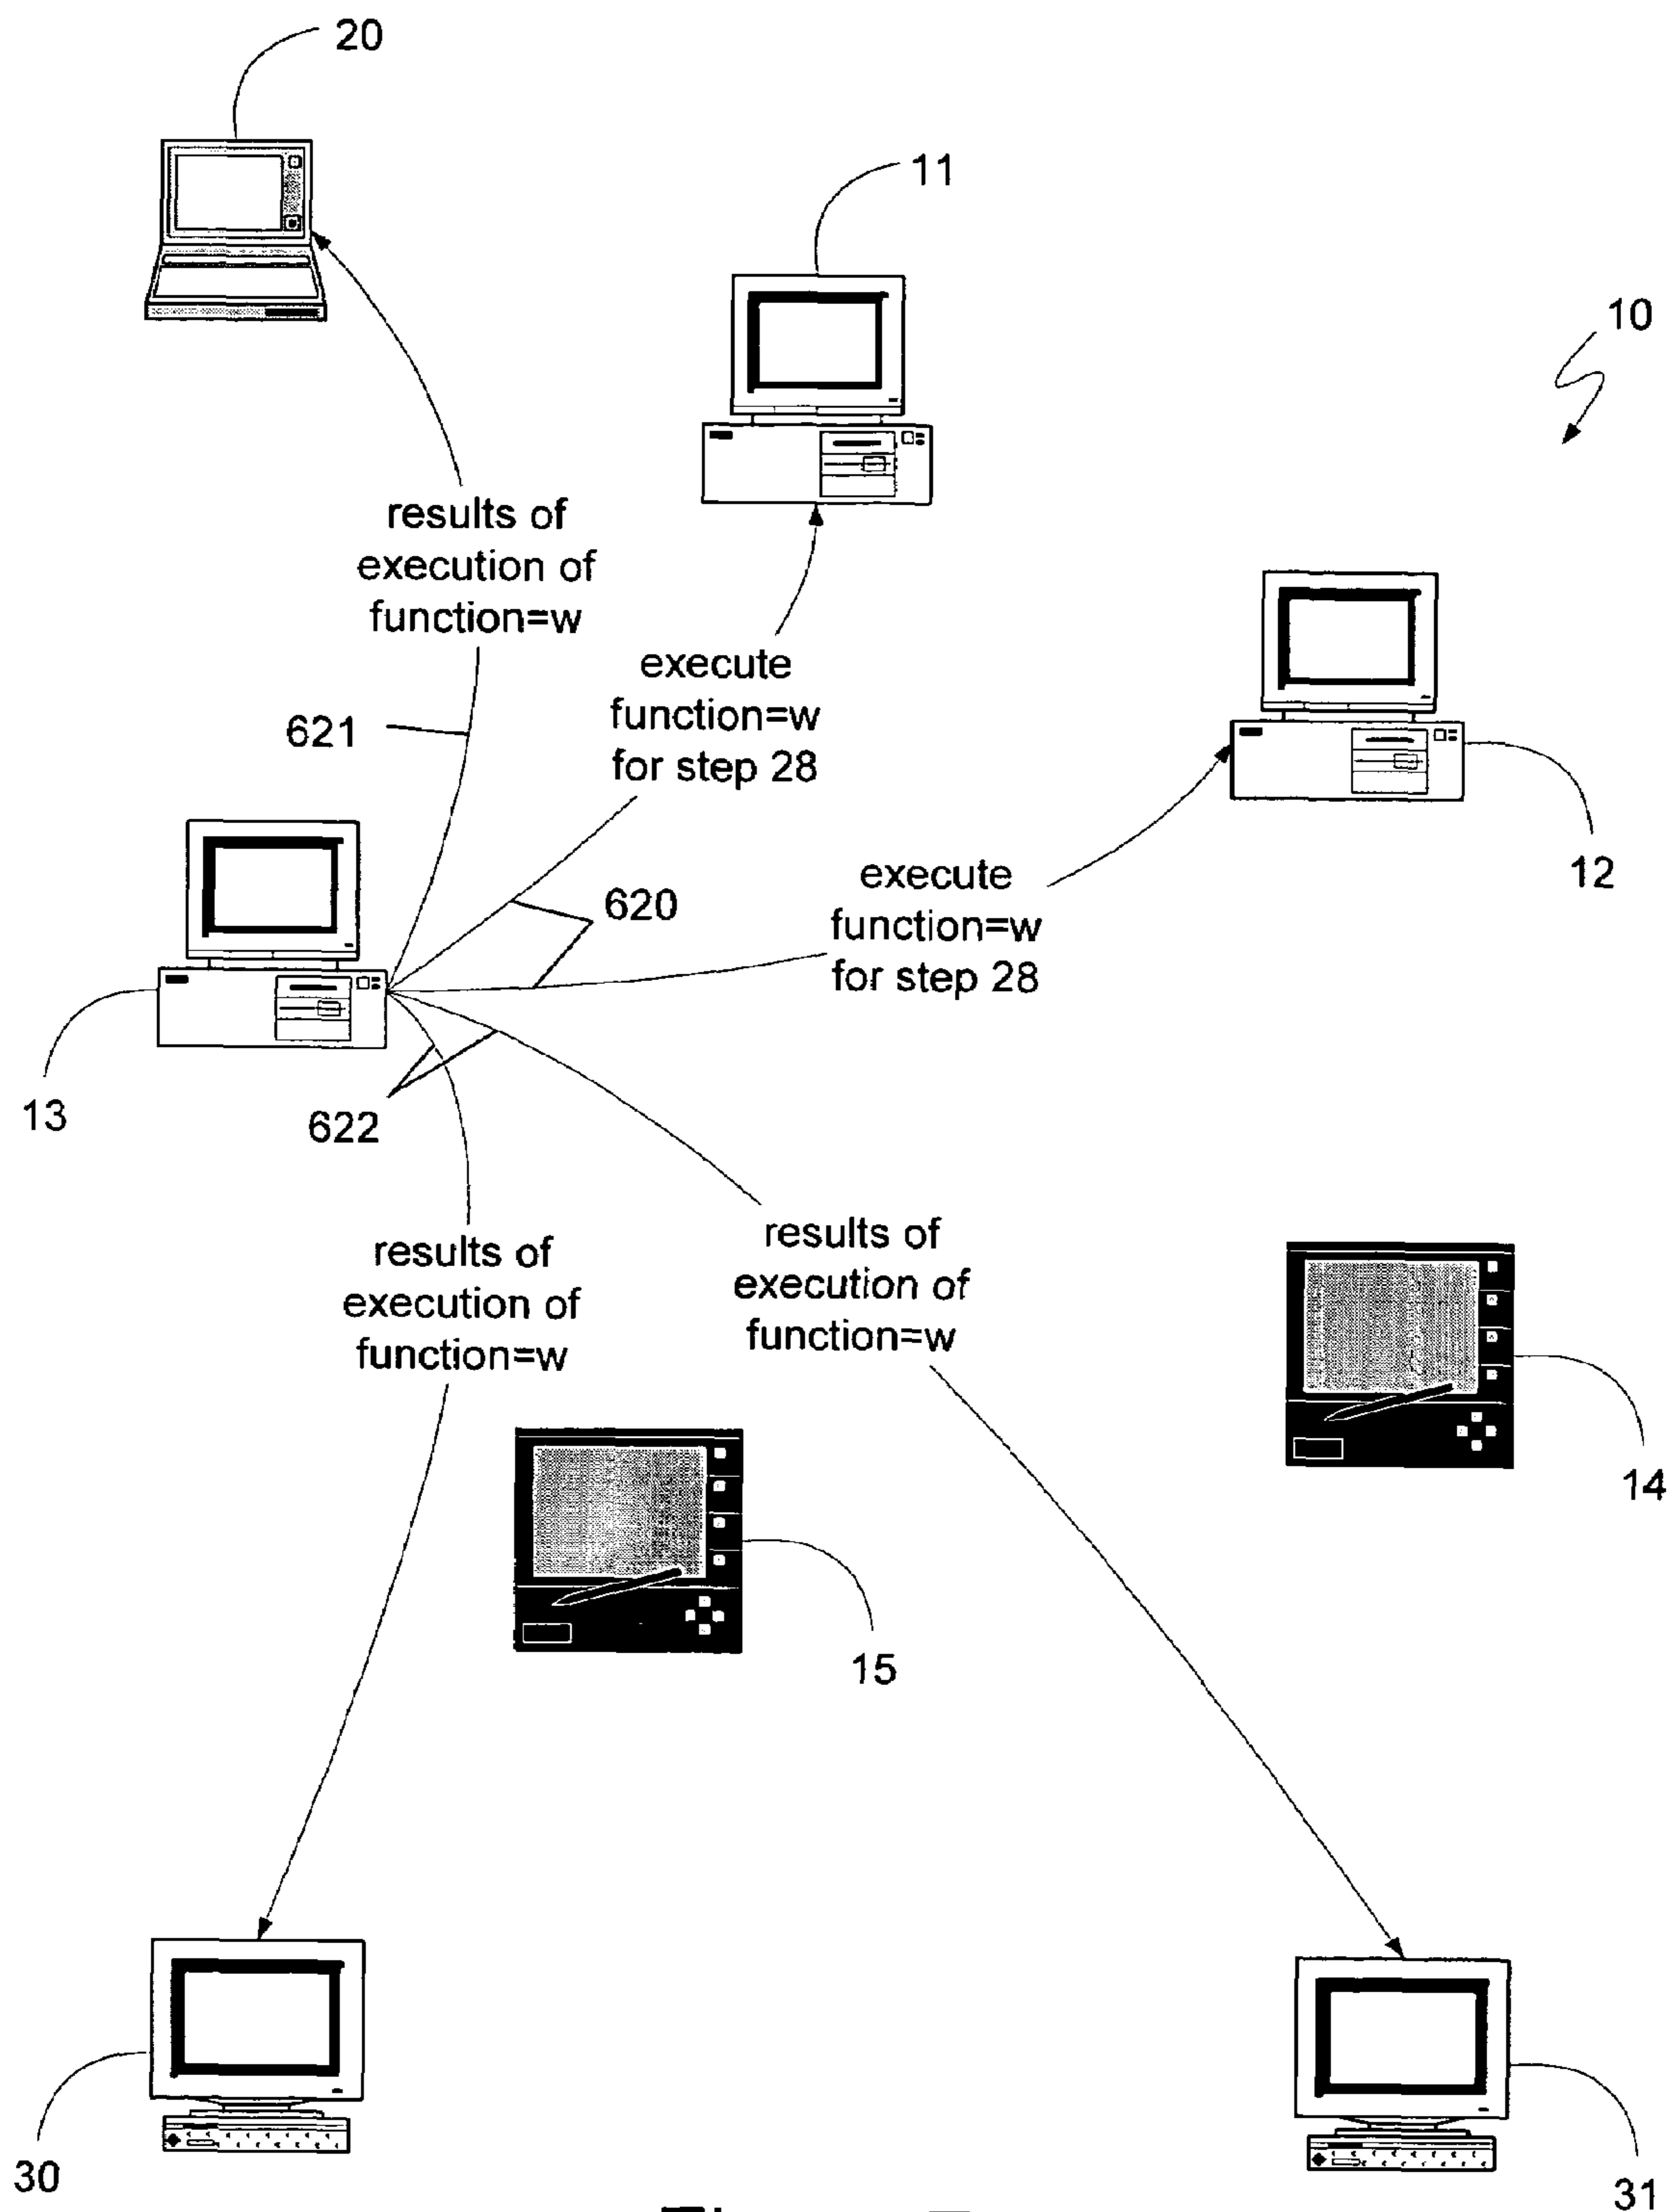 20
11
10
results of
execution of
function=w
execute
function=w
for step 28
621
12
execute
function=w
for step 28
620
13
622
results of
execution of
function=w
results of
execution of
function=w
14
15
30
31